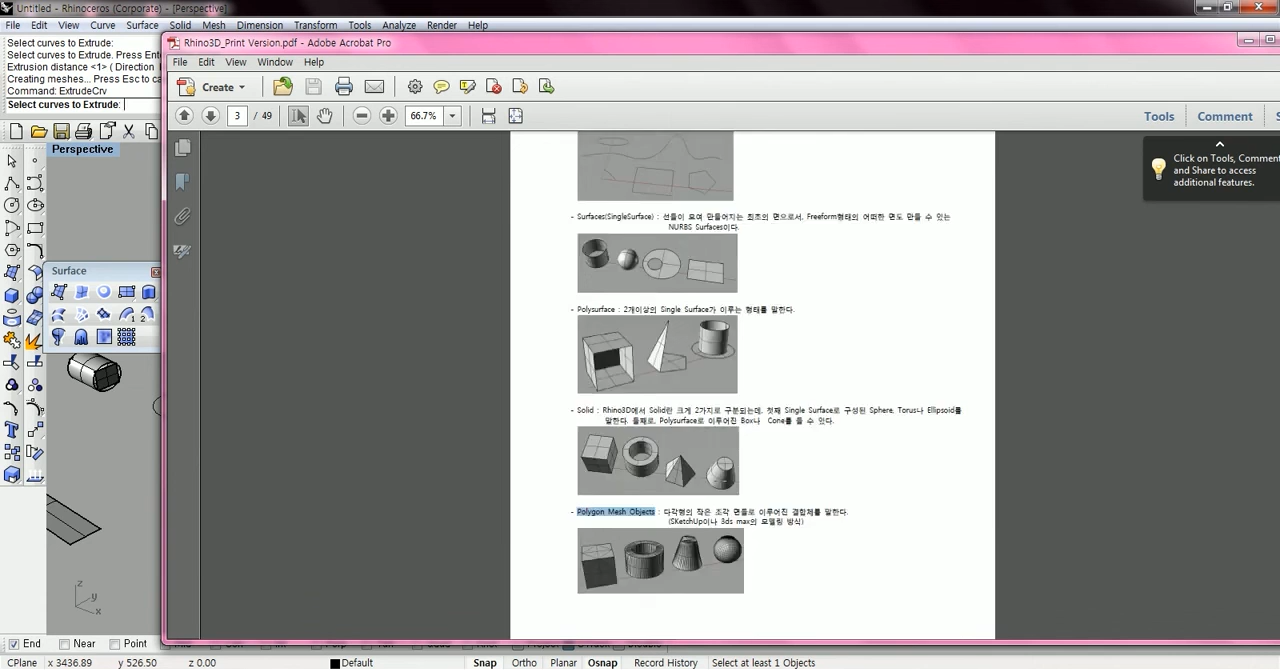 Untitled - Rhinoceros (Corporate) - [Perspective]
File Edit View Curve Surface Solid Mesh Dimension Transform Tools Analyze Render Help
Select curves to Extrude:
Select curves to Extrude. Press Ent
Extrusion distance <1> ( Direction
Creating meshes... Press Esc to ca
Command: ExtrudeCrv
Select curves to Extrude:
Rhino3D_Print Version.pdf - Adobe Acrobat Pro
File Edit View Window Help
Create
3 / 49
66.7%
Tools Comment S
Click on Tools, Comment
and Share to access
additional features.
Perspective
Surface
- Surfaces(SingleSurface) : 선들이 모여 만들어지는 최초의 면으로서, Freeform형태의 어떠한 면도 만들 수 있는
NURBS Surfaces이다.
- Polysurface : 2개이상의 Single Surface가 이루는 형태를 말한다.
- Solid : Rhino3D에서 Solid란 크게 2가지로 구분되는데, 첫째 Single Surface로 구성된 Sphere, Torus나 Ellipsoid를
말한다. 둘째로, Polysurface로 이루어진 Box나 Cone를 들 수 있다.
- Polygon Mesh Objects : 다각형의 작은 조각 면들로 이루어진 결합체를 말한다.
(SKetchUp이나 3ds max의 모델링 방식)
z
y
x
End Near Point
CPlane x 3436.89 y 526.50 z 0.00 Default Snap Ortho Planar Osnap Record History Select at least 1 Objects